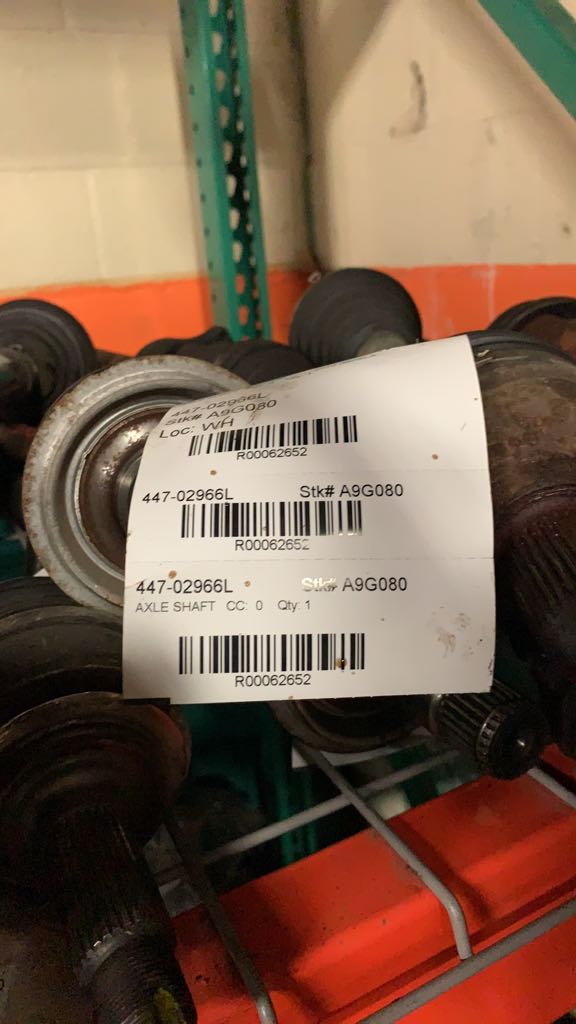 447-02966L
Stk# A9G080
Loc: WH
R00062652
447-02966L Stk# A9G080
R00062652
447-02966L Stk# A9G080
AXLE SHAFT CC: 0 Qty: 1
R00062652